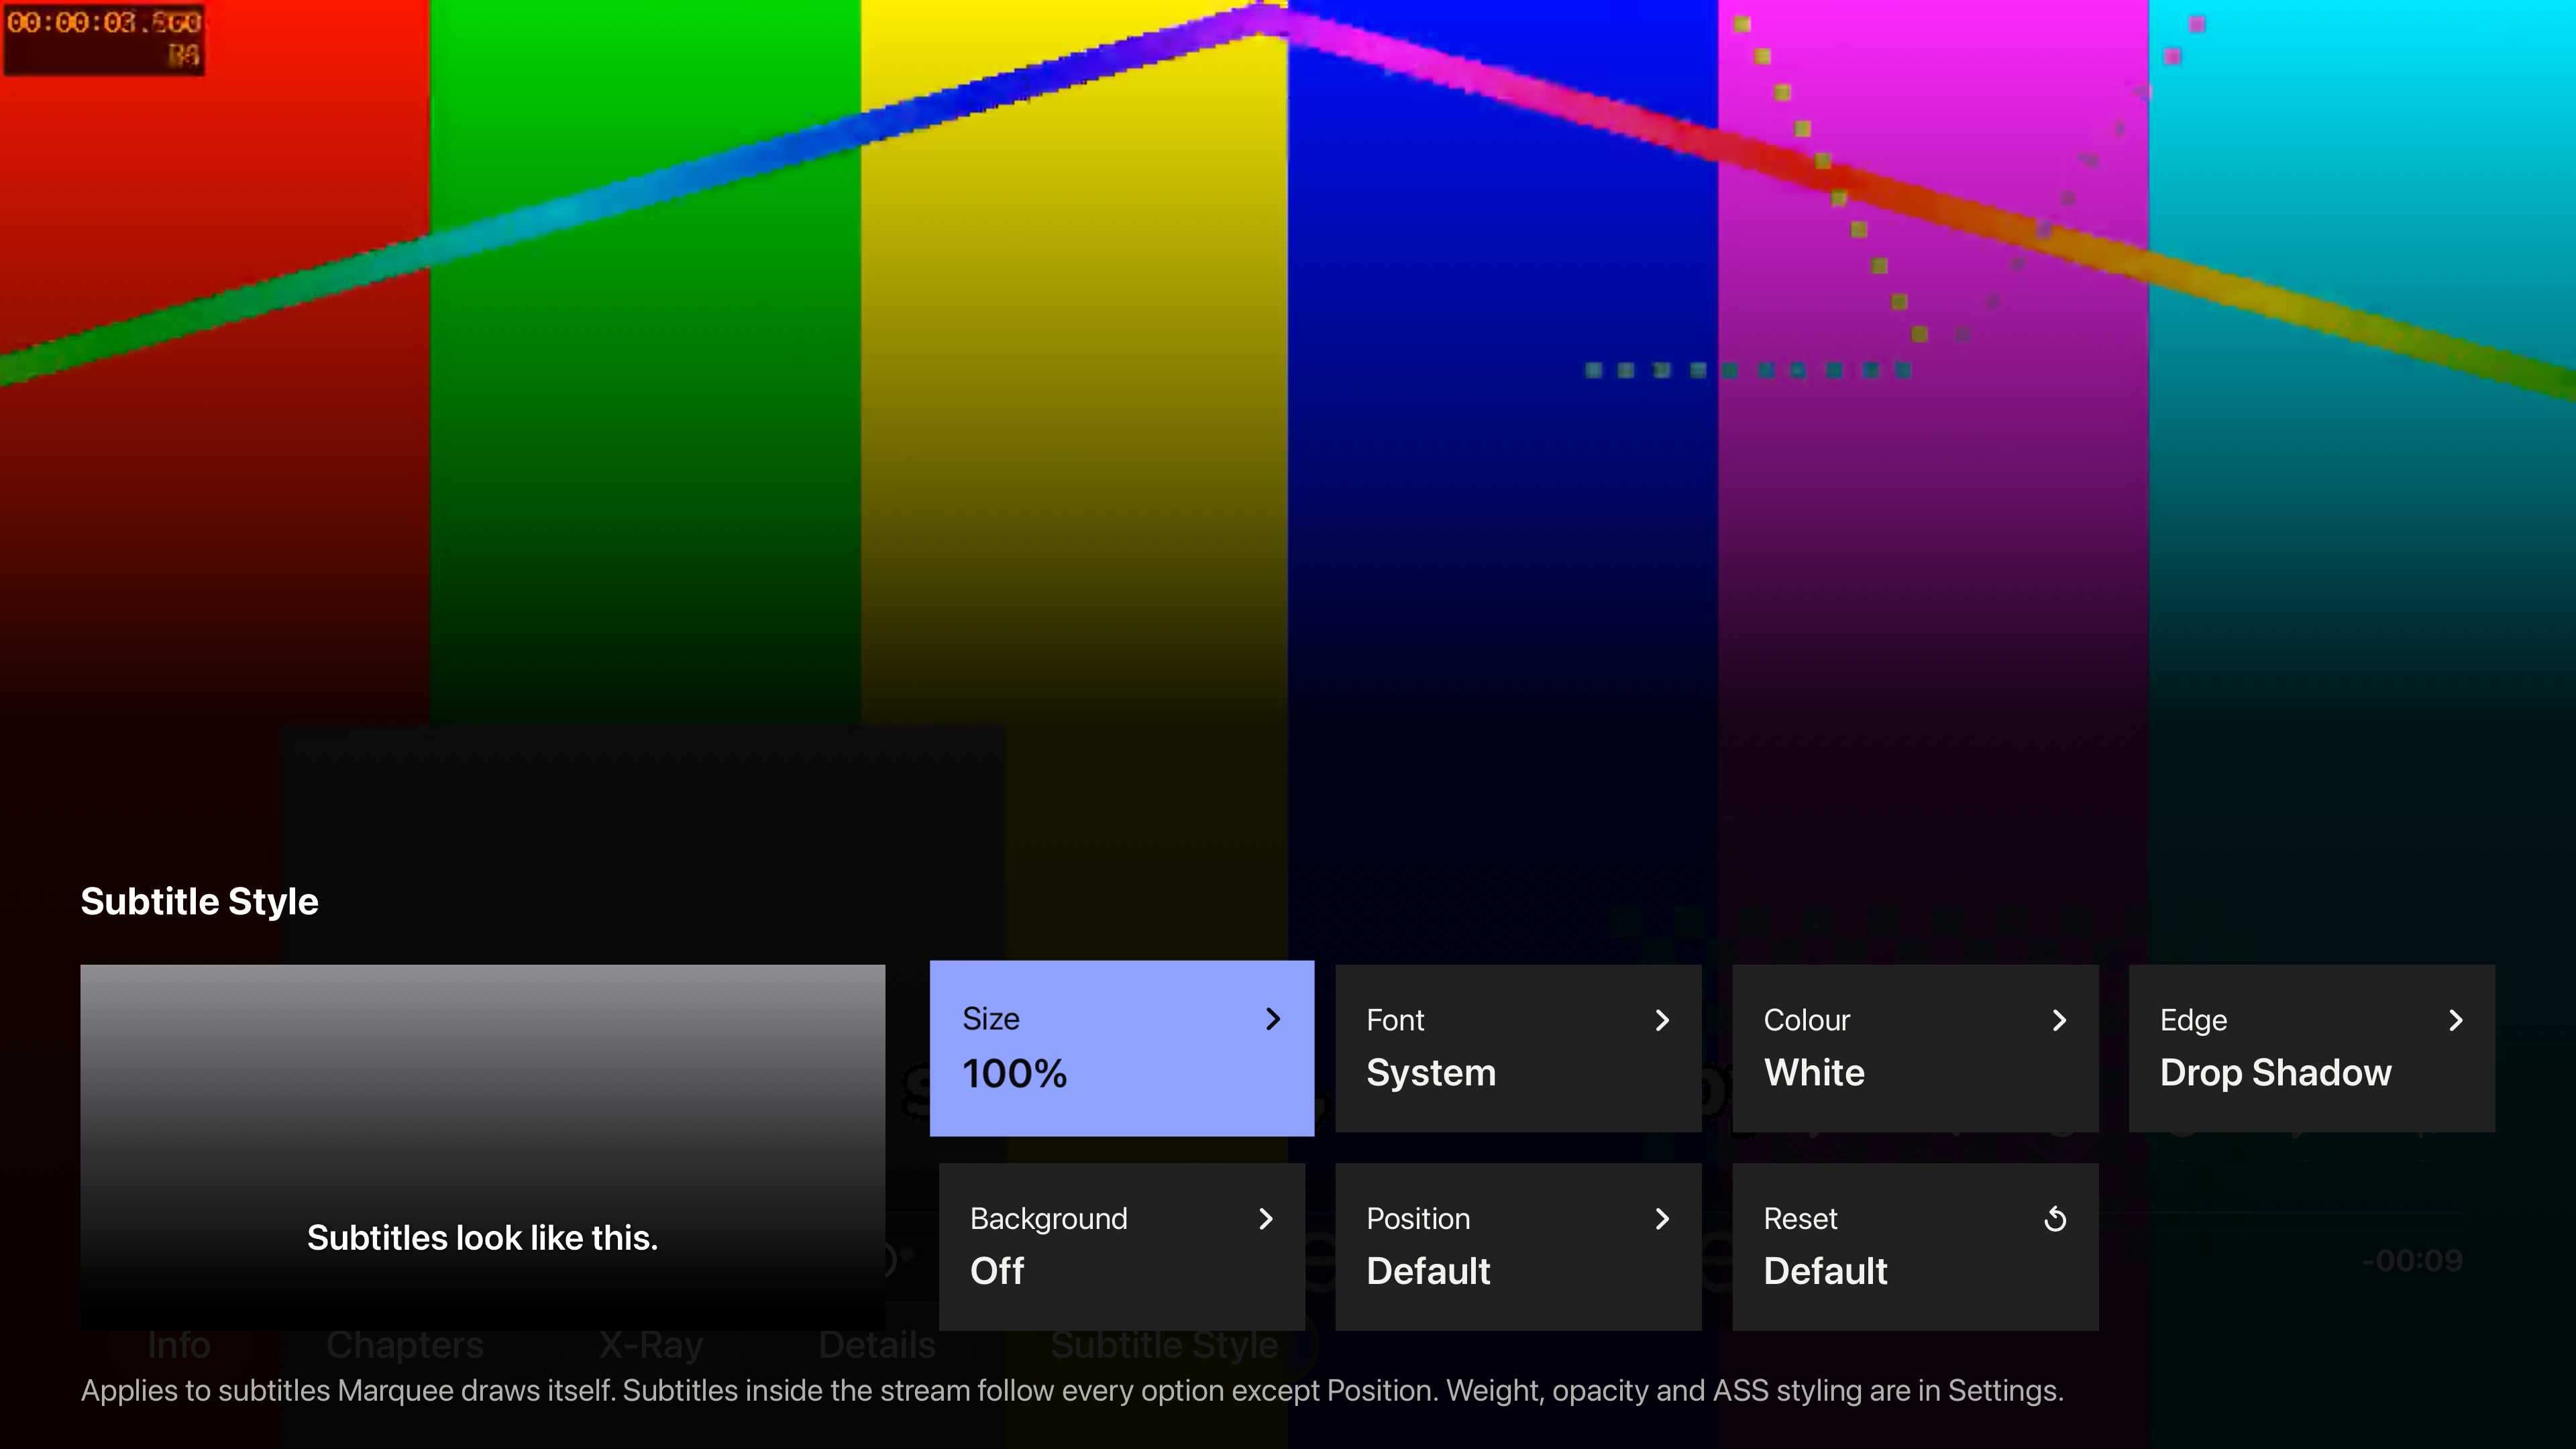 Subtitle Style
Size
100%
Font
System
Colour
White
Edge
Drop Shadow
Subtitles look like this.
Background
Off
Position
Default
Reset
Default
-00:09
Info
Chapters
X-Ray
Details
Subtitle Style
Applies to subtitles Marquee draws itself. Subtitles inside the stream follow every option except Position. Weight, opacity and ASS styling are in Settings.